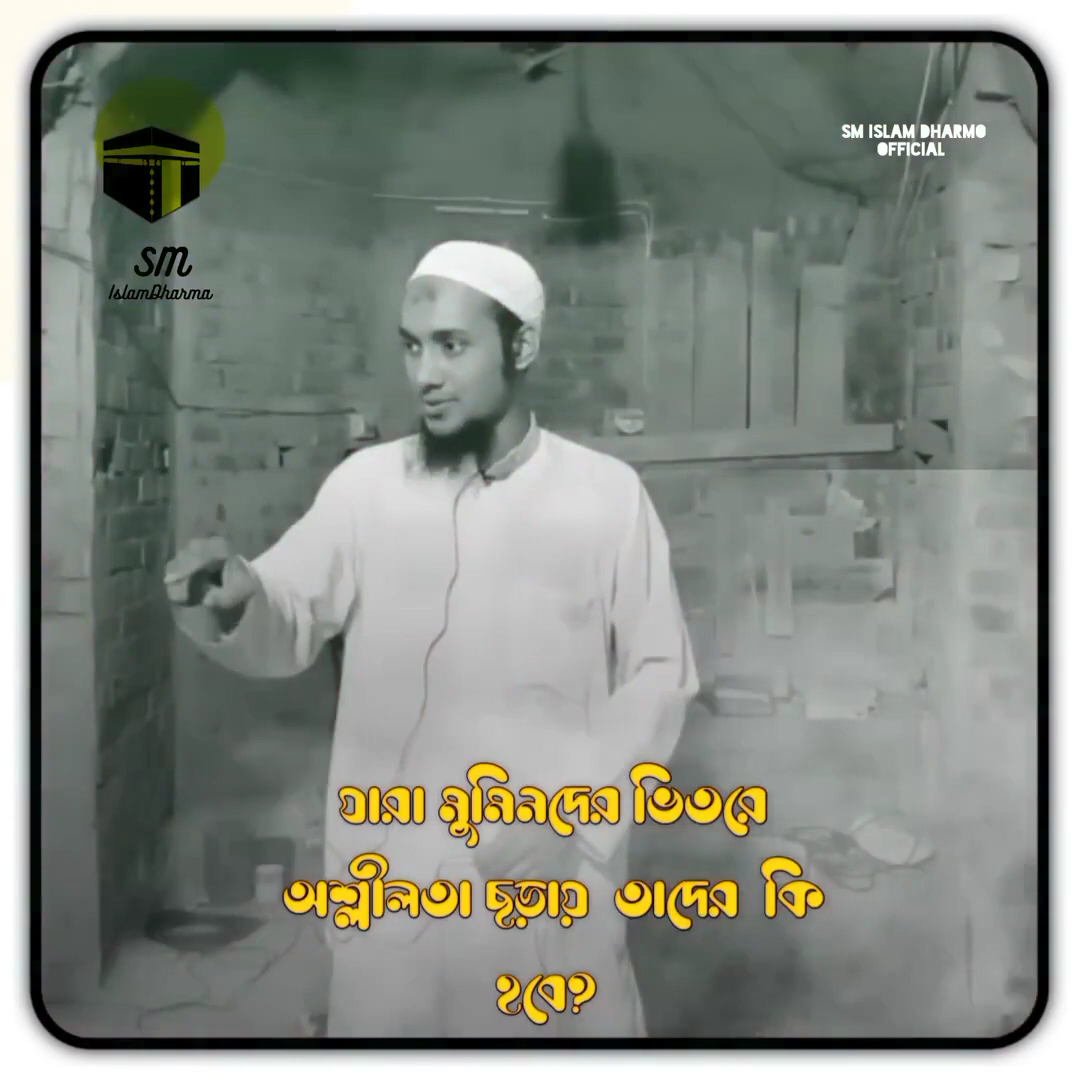 SM ISLAM DHARMO
OFFICIAL
SM
IslamDharma
যারা মুমিনদের ভিতরে
অশ্লীলতা ছড়ায় তাদের কি
হবে?